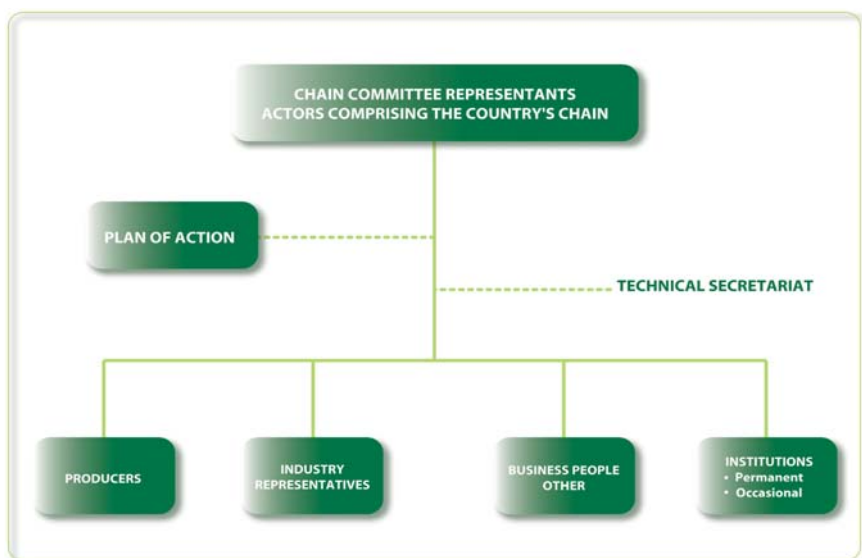 CHAIN COMMITTEE REPRESENTANTS
ACTORS COMPRISING THE COUNTRY'S CHAIN
PLAN OF ACTION
TECHNICAL SECRETARIAT
PRODUCERS
INDUSTRY
REPRESENTATIVES
BUSINESS PEOPLE
OTHER
INSTITUTIONS
• Permanent
• Occasional